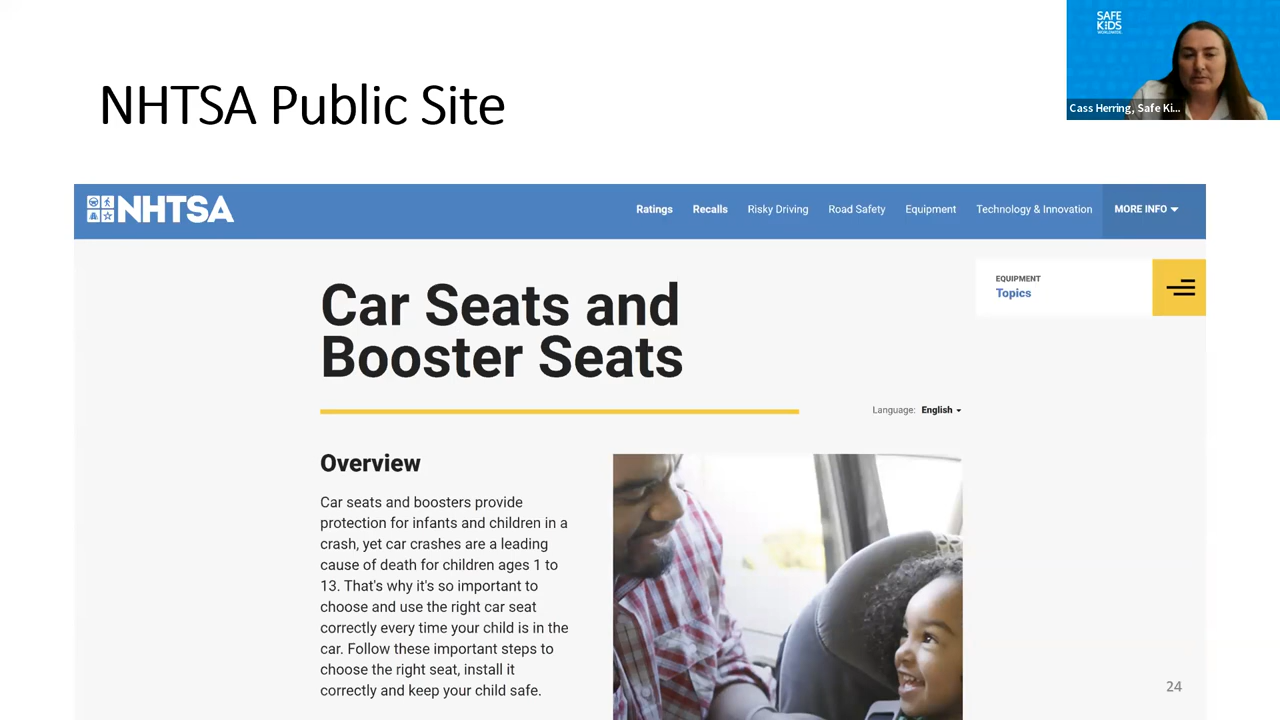 SAFE
KIDS
WORLDWIDE
NHTSA Public Site
Cass Herring, Safe Ki...
NHTSA
Ratings
Recalls
Risky Driving
Road Safety
Equipment
Technology & Innovation
MORE INFO
EQUIPMENT
Topics
Car Seats and
Booster Seats
Language: English
Overview
Car seats and boosters provide
protection for infants and children in a
crash, yet car crashes are a leading
cause of death for children ages 1 to
13. That's why it's so important to
choose and use the right car seat
correctly every time your child is in the
car. Follow these important steps to
choose the right seat, install it
correctly and keep your child safe.
24